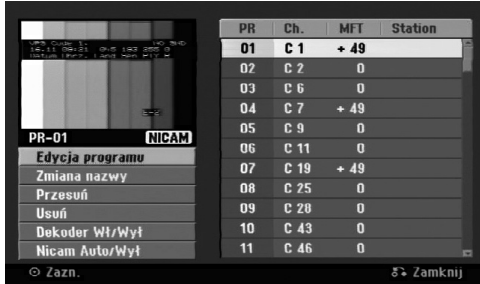 PR Ch. MFT Station
01 C 1 + 49
02 C 2 0
03 C 6 0
04 C 7 + 49
05 C 9 0
06 C 11 0
07 C 19 + 49
08 C 25 0
09 C 28 0
10 C 43 0
11 C 46 0
PR-01 NICAM
Edycja programu
Zmiana nazwy
Przesuń
Usuń
Dekoder Wł/Wył
Nicam Auto/Wył
Zazn. Zamknij